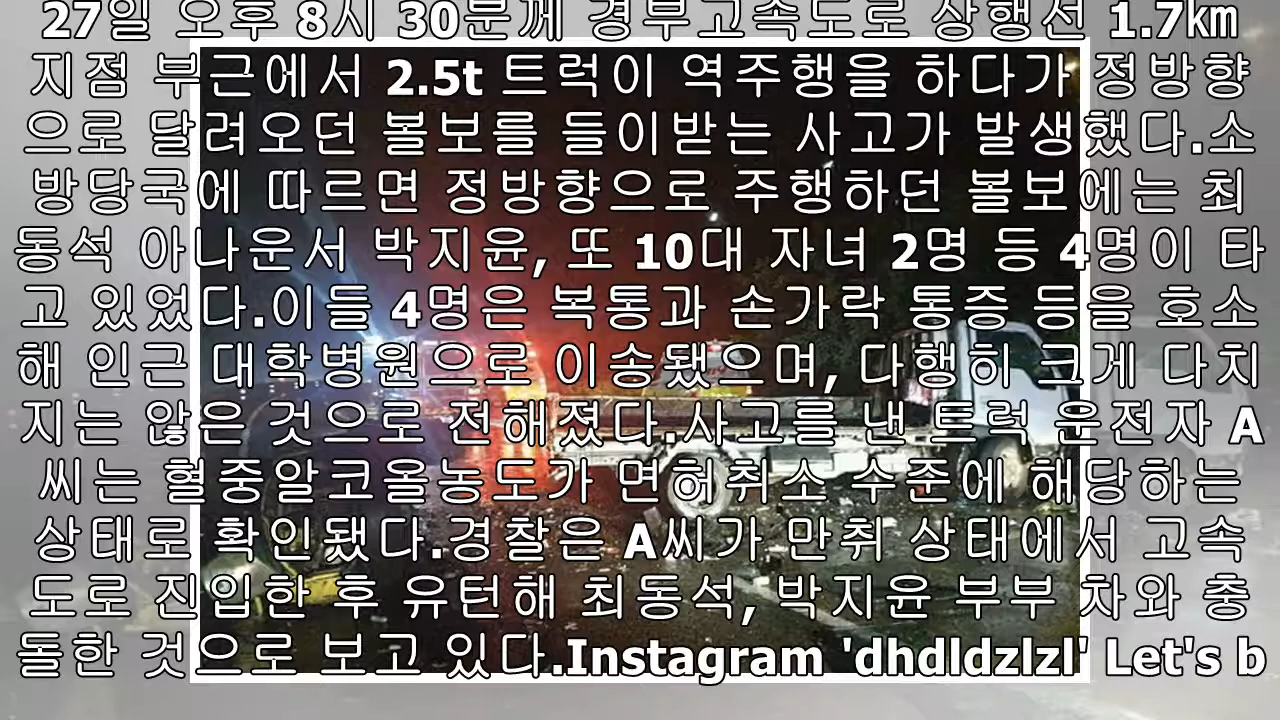 27일 오후 8시 30분께 경부고속도로 상행선 1.7㎞
지점 부근에서 2.5t 트럭이 역주행을 하다가 정방향
으로 달려오던 볼보를 들이받는 사고가 발생했다.소
방당국에 따르면 정방향으로 주행하던 볼보에는 최
동석 아나운서 박지윤, 또 10대 자녀 2명 등 4명이 타
고 있었다.이들 4명은 복통과 손가락 통증 등을 호소
해 인근 대학병원으로 이송됐으며, 다행히 크게 다치
지는 않은 것으로 전해졌다.사고를 낸 트럭 운전자 A
씨는 혈중알코올농도가 면허취소 수준에 해당하는
상태로 확인됐다.경찰은 A씨가 만취 상태에서 고속
도로 진입한 후 유턴해 최동석, 박지윤 부부 차와 충
돌한 것으로 보고 있다.Instagram 'dhdldzlzl' Let's b